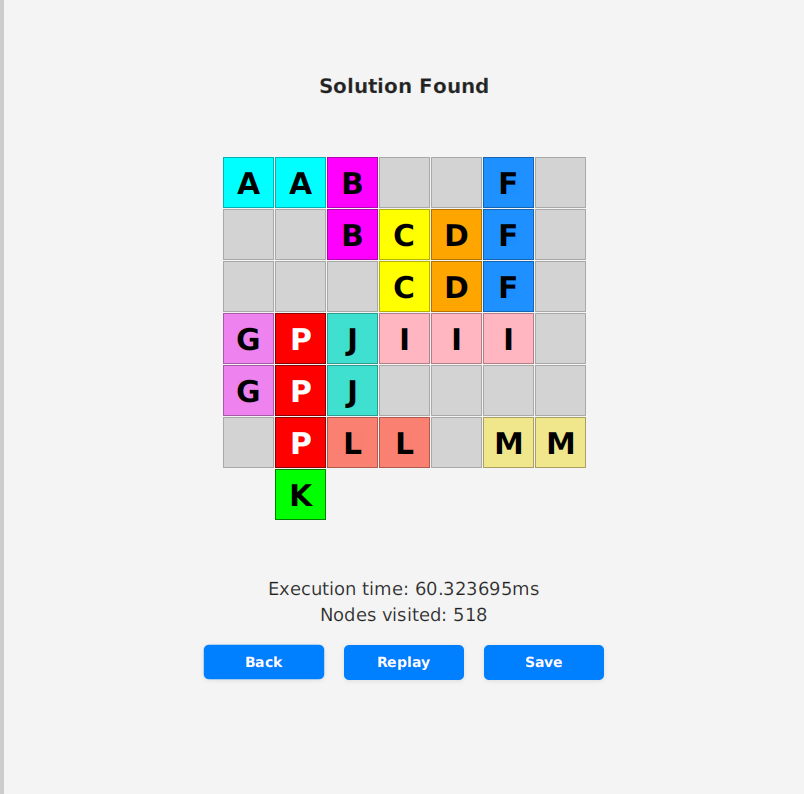 Solution Found
A A B F
B C D F
C D F
G P J I I I
G P J
P L L M M
K
Execution time: 60.323695ms
Nodes visited: 518
Back Replay Save